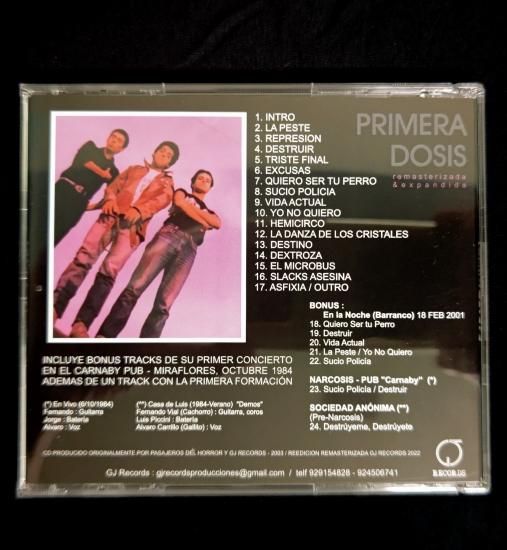 PRIMERA
DOSIS
remasterizada
& expandida
1. INTRO
2. LA PESTE
3. REPRESION
4. DESTRUIR
5. TRISTE FINAL
6. EXCUSAS
7. QUIERO SER TU PERRO
8. SUCIO POLICIA
9. VIDA ACTUAL
10. YO NO QUIERO
11. HEMICIRCO
12. LA DANZA DE LOS CRISTALES
13. DESTINO
14. DEXTROZA
15. EL MICROBUS
16. SLACKS ASESINA
17. ASFIXIA / OUTRO
BONUS :
En la Noche (Barranco) 18 FEB 2001
18. Quiero Ser tu Perro
19. Destruir
20. Vida Actual
21. La Peste / Yo No Quiero
22. Sucio Policia
NARCOSIS - PUB "Carnaby" (*)
23. Sucio Policia / Destruir
SOCIEDAD ANÓNIMA (**)
(Pre-Narcosis)
24. Destrúyeme, Destrúyete
INCLUYE BONUS TRACKS DE SU PRIMER CONCIERTO
EN EL CARNABY PUB - MIRAFLORES, OCTUBRE 1984
ADEMAS DE UN TRACK CON LA PRIMERA FORMACIÓN
(*) En Vivo (6/10/1984)
Fernando : Guitarra
Jorge : Batería
Alvaro : Voz
(**) Casa de Luis (1984-Verano) "Demos"
Fernando Vial (Cachorro) : Guitarra, coros
Luis Piccini : Batería
Alvaro Carrillo (Gallito) : Voz
CD PRODUCIDO ORIGINALMENTE POR PASAJEROS DEL HORROR Y GJ RECORDS - 2003 / REEDICION REMASTERIZADA GJ RECORDS 2022
GJ Records : gjrecordsproducciones@gmail.com / telf 929154828 - 924506741
RECORDS